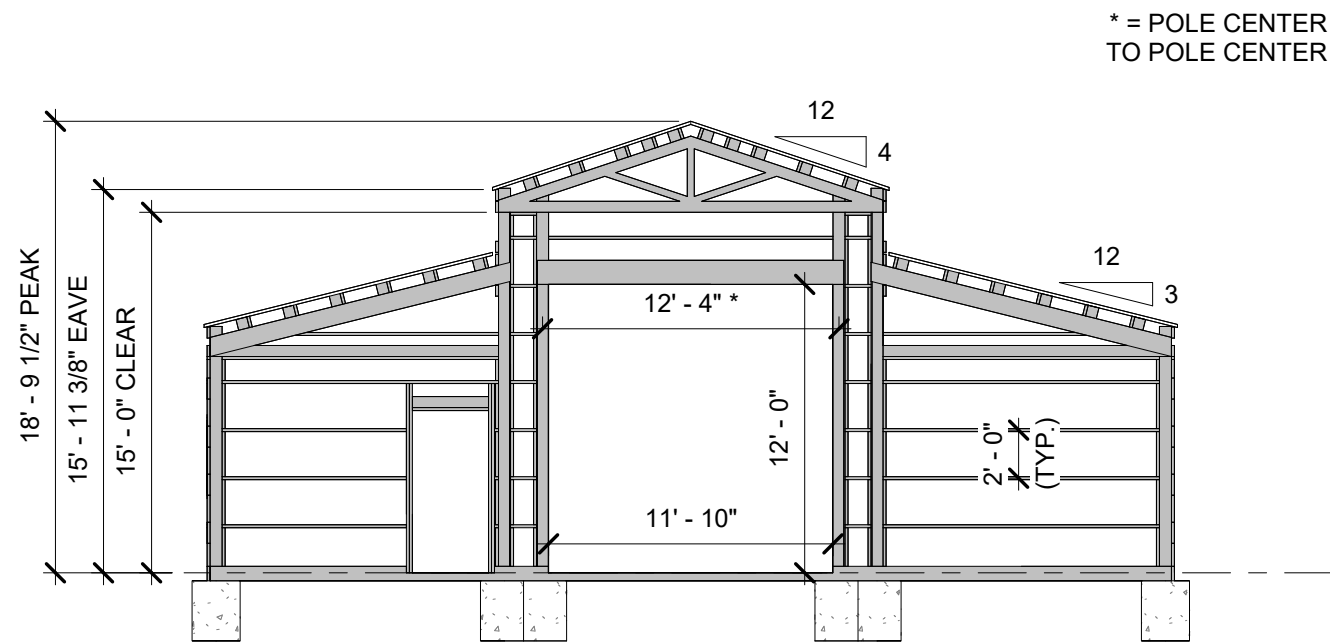 * = POLE CENTER
TO POLE CENTER
12
4
18' - 9 1/2" PEAK
15' - 11 3/8" EAVE
15' - 0" CLEAR
12
3
12' - 4" *
12' - 0"
2' - 0"
(TYP.)
11' - 10"